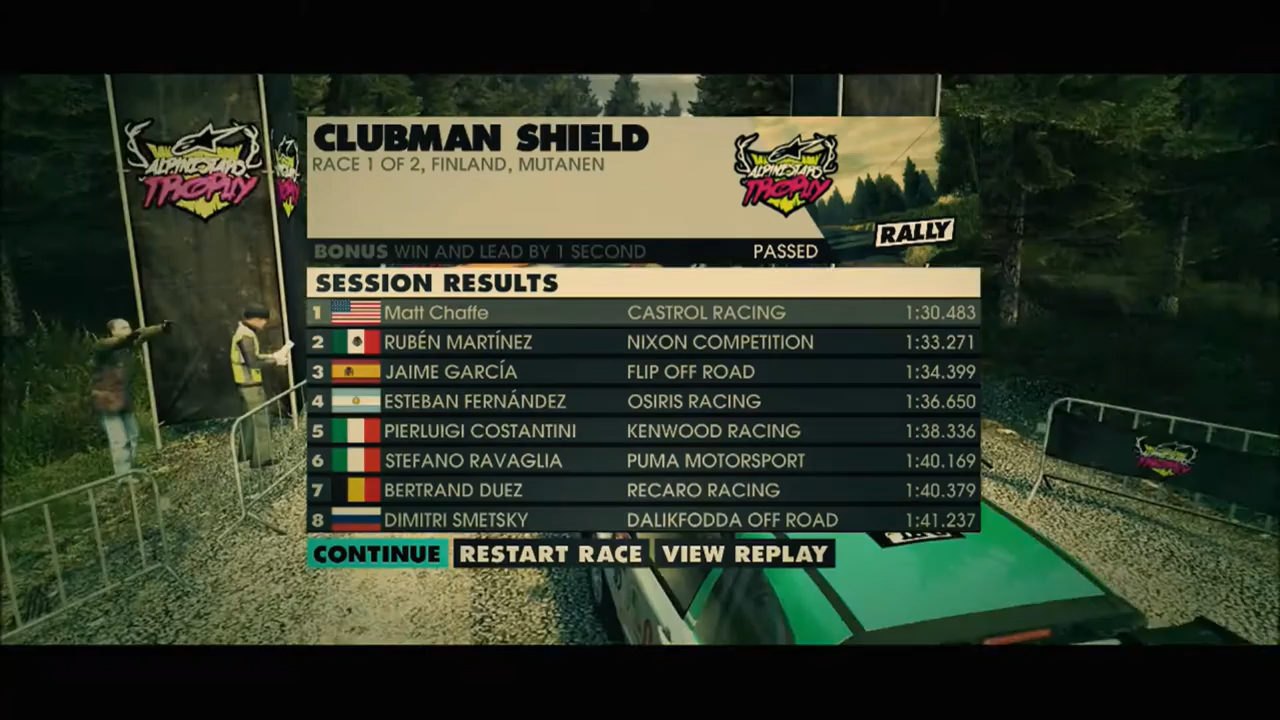 CLUBMAN SHIELD
RACE 1 OF 2, FINLAND, MUTANEN
ALPINESTARS
TROPHY
ALPINESTARS
TROPHY
RALLY
BONUS WIN AND LEAD BY 1 SECOND PASSED
SESSION RESULTS
1 Matt Chaffe CASTROL RACING 1:30.483
2 RUBÉN MARTÍNEZ NIXON COMPETITION 1:33.271
3 JAIME GARCÍA FLIP OFF ROAD 1:34.399
4 ESTEBAN FERNÁNDEZ OSIRIS RACING 1:36.650
5 PIERLUIGI COSTANTINI KENWOOD RACING 1:38.336
6 STEFANO RAVAGLIA PUMA MOTORSPORT 1:40.169
7 BERTRAND DUEZ RECARO RACING 1:40.379
8 DIMITRI SMETSKY DALIKFODDA OFF ROAD 1:41.237
CONTINUE RESTART RACE VIEW REPLAY